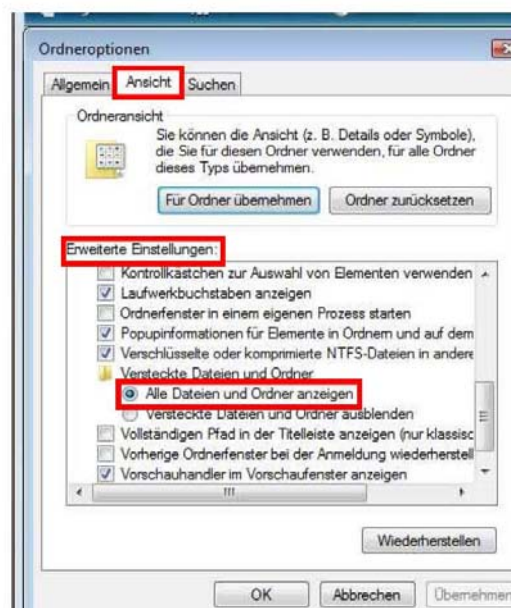 Ordneroptionen
Allgemein Ansicht Suchen
Ordneransicht
Sie können die Ansicht (z. B. Details oder Symbole),
die Sie für diesen Ordner verwenden, für alle Ordner
dieses Typs übernehmen.
Für Ordner übernehmen Ordner zurücksetzen
Erweiterte Einstellungen:
Kontrollkästchen zur Auswahl von Elementen verwenden
Laufwerkbuchstaben anzeigen
Ordnerfenster in einem eigenen Prozess starten
Popupinformationen für Elemente in Ordnern und auf dem
Verschlüsselte oder komprimierte NTFS-Dateien in andere
Versteckte Dateien und Ordner
Alle Dateien und Ordner anzeigen
Versteckte Dateien und Ordner ausblenden
Vollständigen Pfad in der Titelleiste anzeigen (nur klassisc
Vorherige Ordnerfenster bei der Anmeldung wiederherstell
Vorschauhandler im Vorschaufenster anzeigen
Wiederherstellen
OK Abbrechen Übernehmen